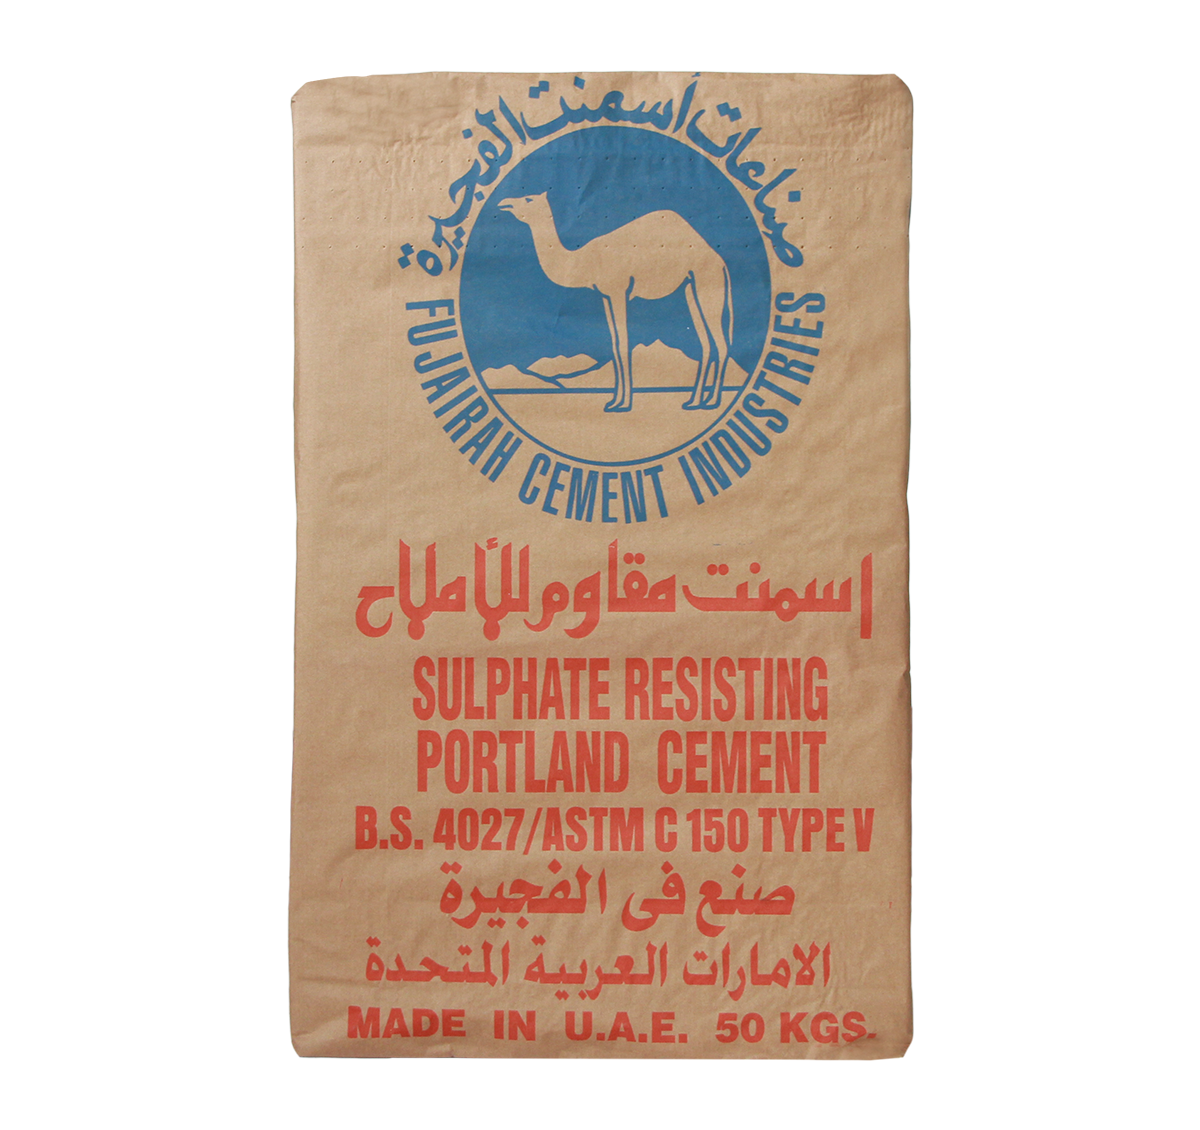 صناعات أسمنت الفجيرة
FUJAIRAH CEMENT INDUSTRIES
اسمنت مقاوم للأملاح
SULPHATE RESISTING
PORTLAND CEMENT
B.S. 4027/ASTM C 150 TYPE V
صنع في الفجيرة
الامارات العربية المتحدة
MADE IN U.A.E. 50 KGS.